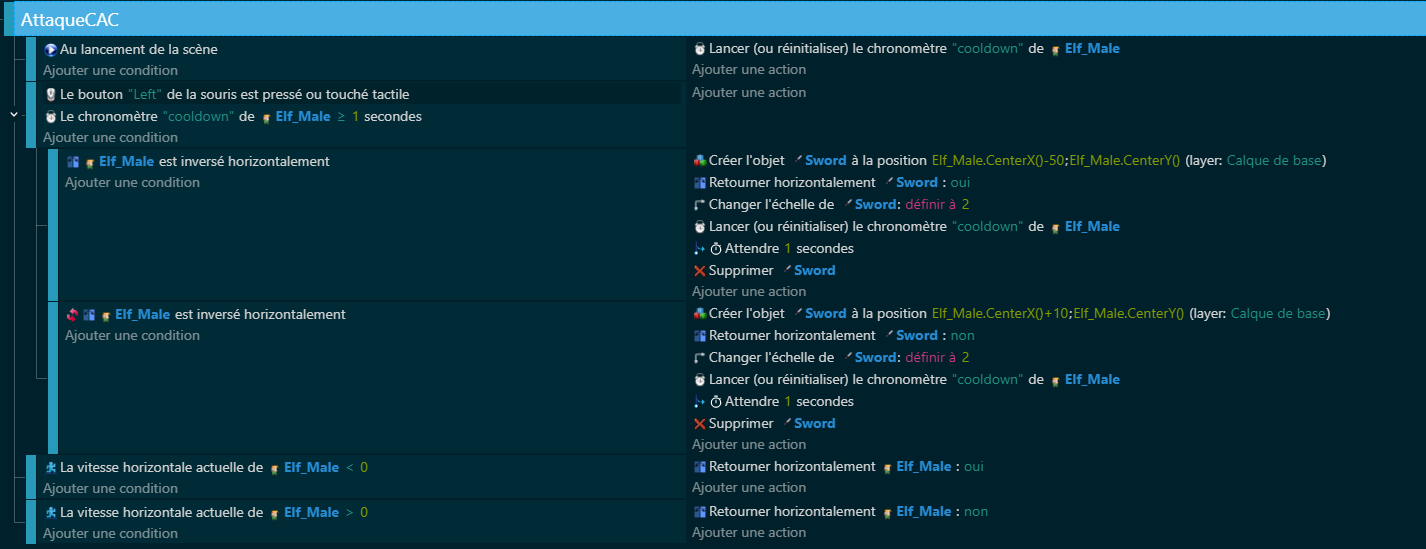 AttaqueCAC
Au lancement de la scène
Ajouter une condition
Lancer (ou réinitialiser) le chronomètre "cooldown" de Elf_Male
Ajouter une action
Le bouton "Left" de la souris est pressé ou touché tactile
Le chronomètre "cooldown" de Elf_Male ≥ 1 secondes
Ajouter une condition
Ajouter une action
Elf_Male est inversé horizontalement
Ajouter une condition
Créer l'objet Sword à la position Elf_Male.CenterX()-50;Elf_Male.CenterY() (layer: Calque de base)
Retourner horizontalement Sword : oui
Changer l'échelle de Sword: définir à 2
Lancer (ou réinitialiser) le chronomètre "cooldown" de Elf_Male
Attendre 1 secondes
Supprimer Sword
Ajouter une action
Elf_Male est inversé horizontalement
Ajouter une condition
Créer l'objet Sword à la position Elf_Male.CenterX()+10;Elf_Male.CenterY() (layer: Calque de base)
Retourner horizontalement Sword : non
Changer l'échelle de Sword: définir à 2
Lancer (ou réinitialiser) le chronomètre "cooldown" de Elf_Male
Attendre 1 secondes
Supprimer Sword
Ajouter une action
La vitesse horizontale actuelle de Elf_Male < 0
Ajouter une condition
Retourner horizontalement Elf_Male : oui
Ajouter une action
La vitesse horizontale actuelle de Elf_Male > 0
Ajouter une condition
Retourner horizontalement Elf_Male : non
Ajouter une action